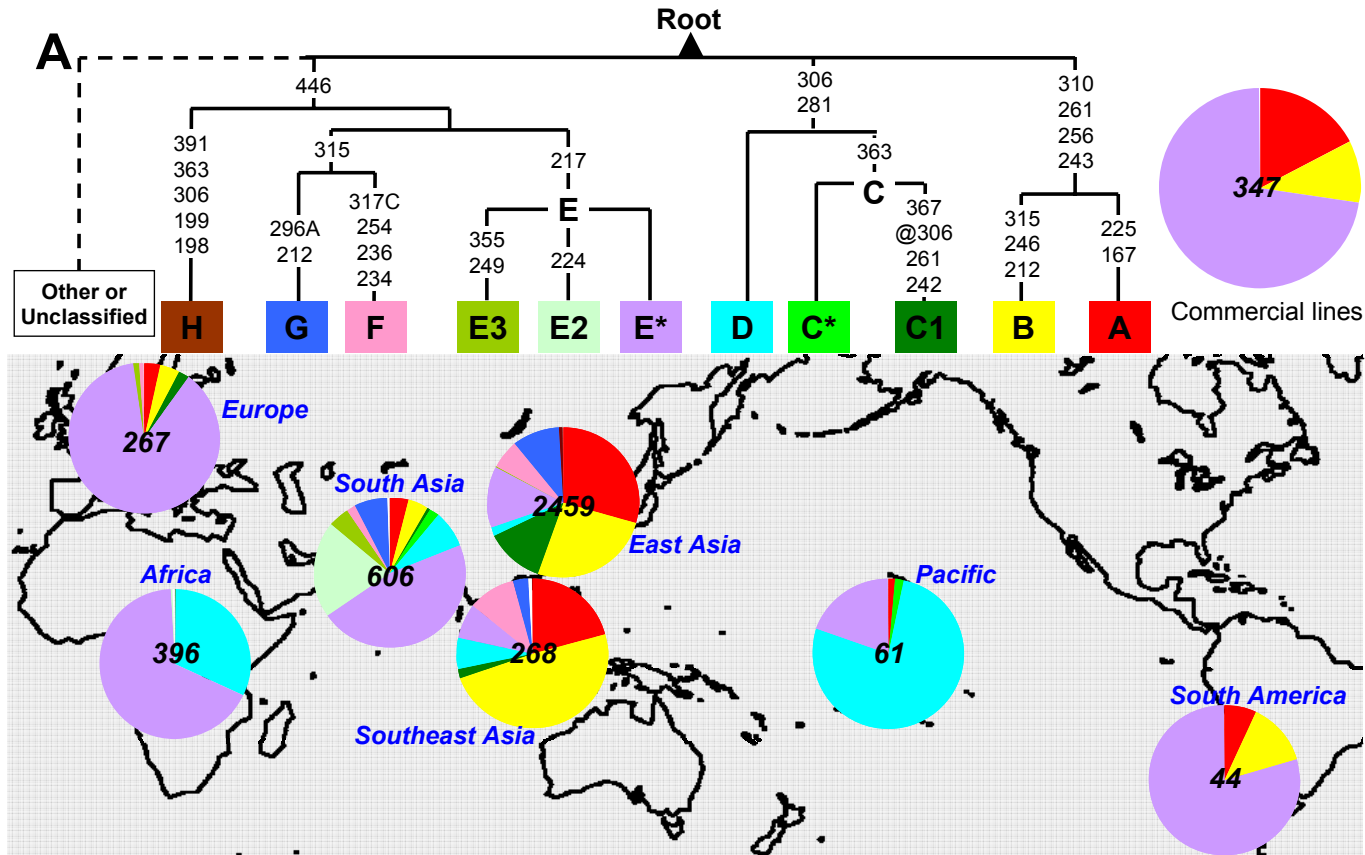 Root
A
446
306
281
310
261
256
243
391
363
306
199
198
315
217
363
296A
212
317C
254
236
234
E
355
249
224
C
367
@306
261
242
315
246
212
225
167
347
Commercial lines
Other or
Unclassified
H
G
F
E3
E2
E*
D
C*
C1
B
A
Europe
267
South Asia
606
2459
East Asia
Africa
396
268
Southeast Asia
Pacific
61
South America
44